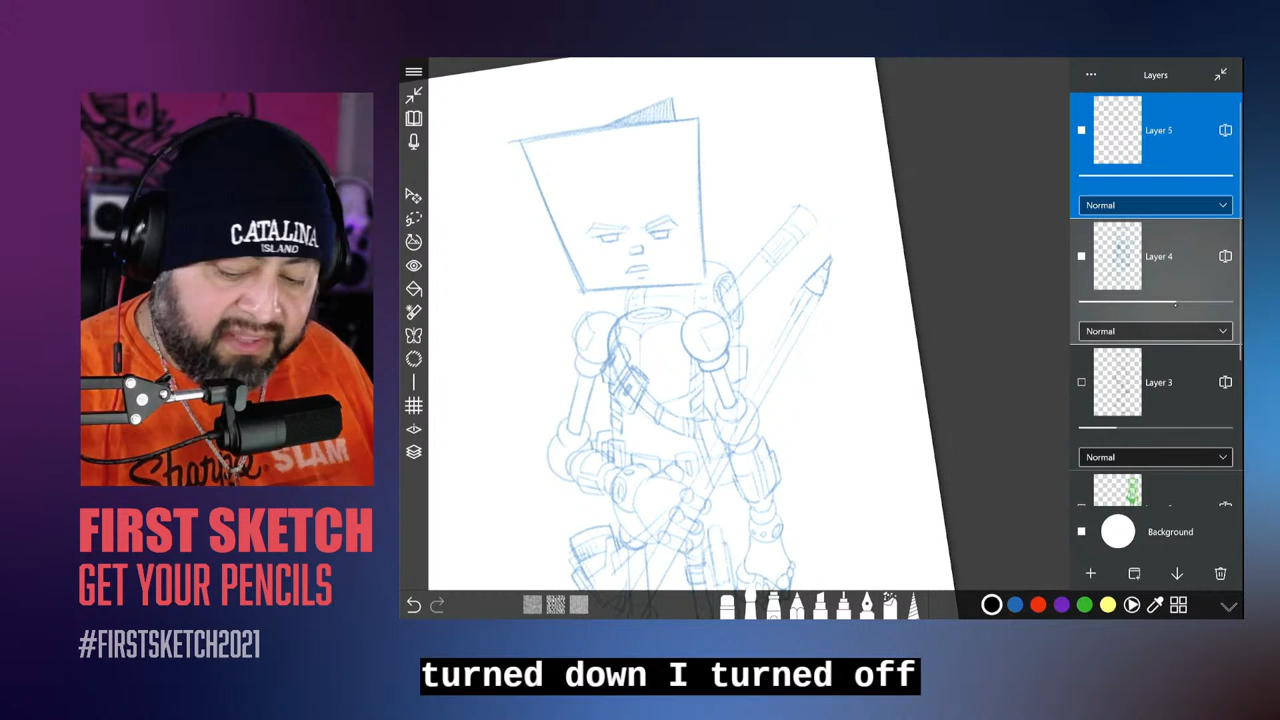 CATALINA
ISLAND
SLAM
FIRST SKETCH
GET YOUR PENCILS
#FIRSTSKETCH2021
Layers
Layer 5
Normal
Layer 4
Normal
Layer 3
Normal
Background
turned down I turned off